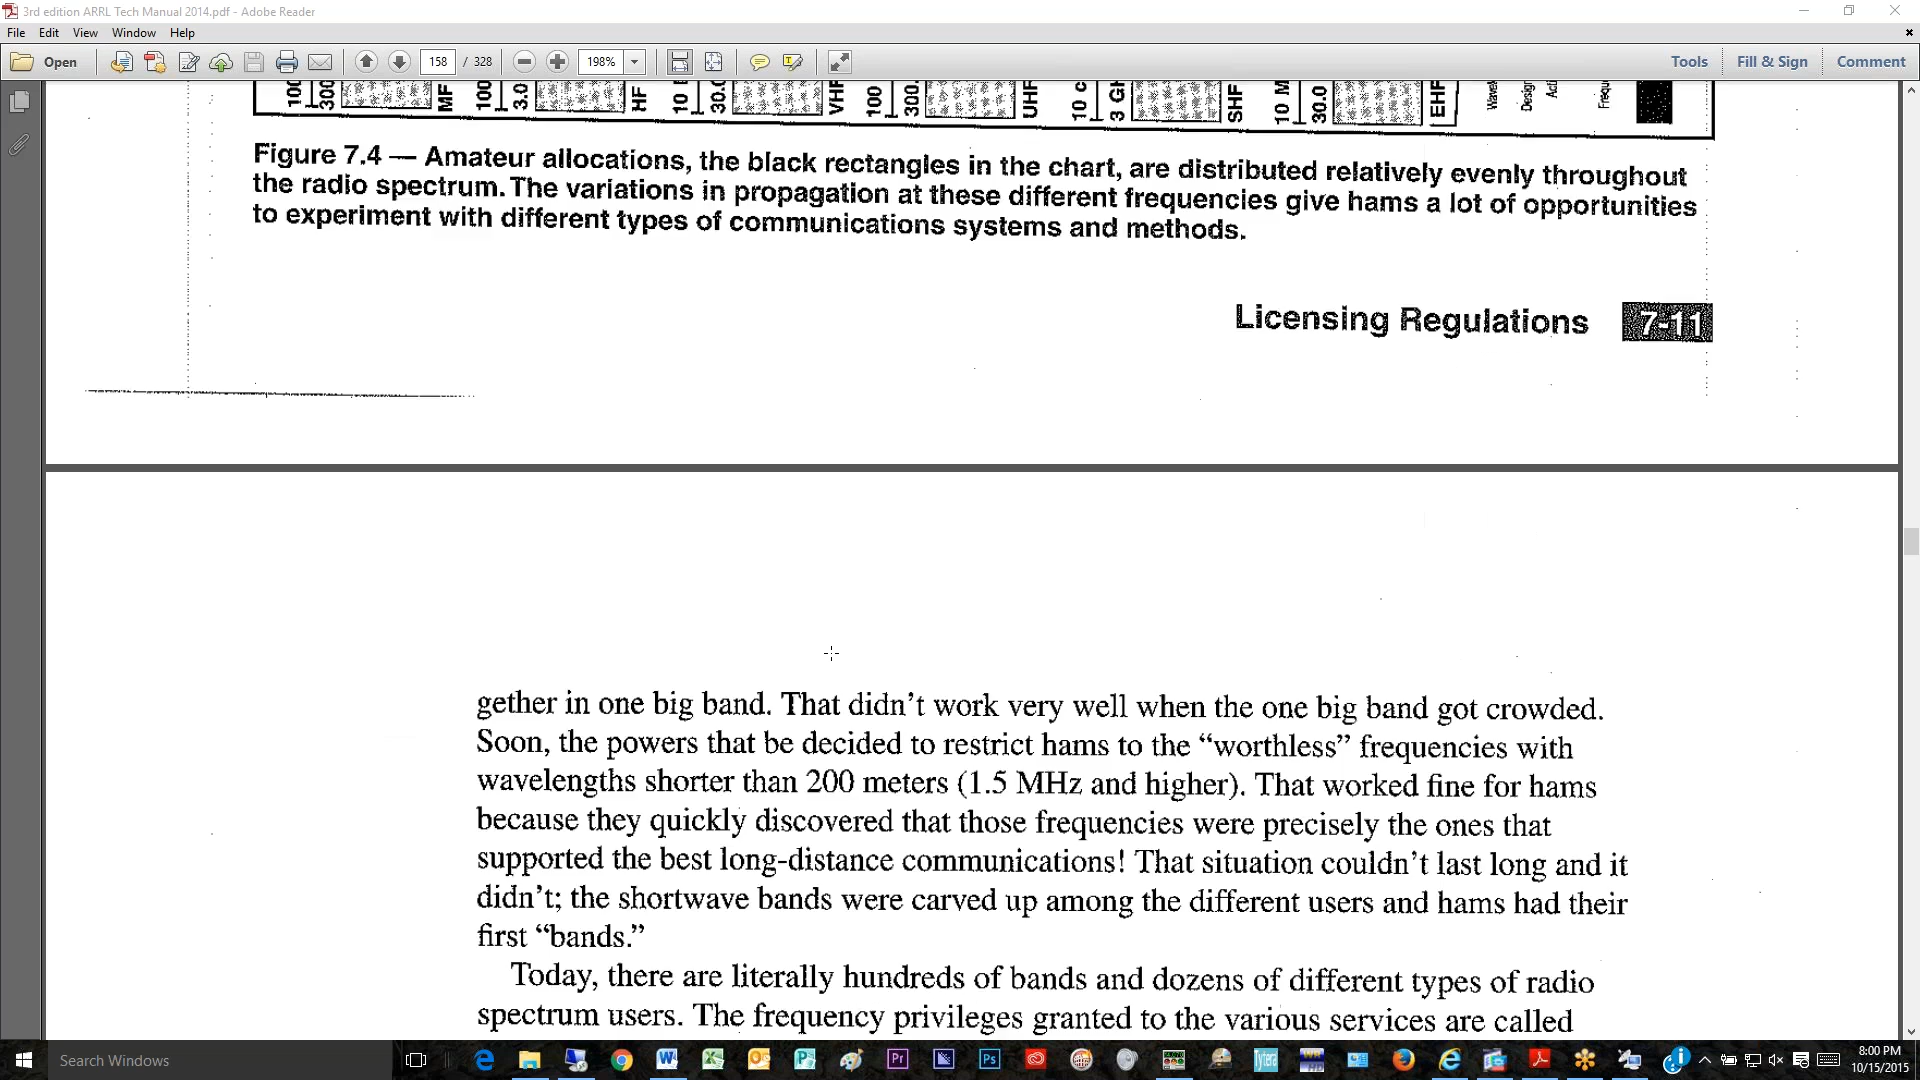 3rd edition ARRL Tech Manual 2014.pdf - Adobe Reader
File Edit View Window Help
Open 158 / 328 198% Tools Fill & Sign Comment
MF HF VHF UHF SHF EHF
Figure 7.4 — Amateur allocations, the black rectangles in the chart, are distributed relatively evenly throughout
the radio spectrum. The variations in propagation at these different frequencies give hams a lot of opportunities
to experiment with different types of communications systems and methods.
Licensing Regulations 7-11
gether in one big band. That didn’t work very well when the one big band got crowded.
Soon, the powers that be decided to restrict hams to the “worthless” frequencies with
wavelengths shorter than 200 meters (1.5 MHz and higher). That worked fine for hams
because they quickly discovered that those frequencies were precisely the ones that
supported the best long-distance communications! That situation couldn’t last long and it
didn’t; the shortwave bands were carved up among the different users and hams had their
first “bands.”
Today, there are literally hundreds of bands and dozens of different types of radio
spectrum users. The frequency privileges granted to the various services are called
Search Windows
8:00 PM
10/15/2015